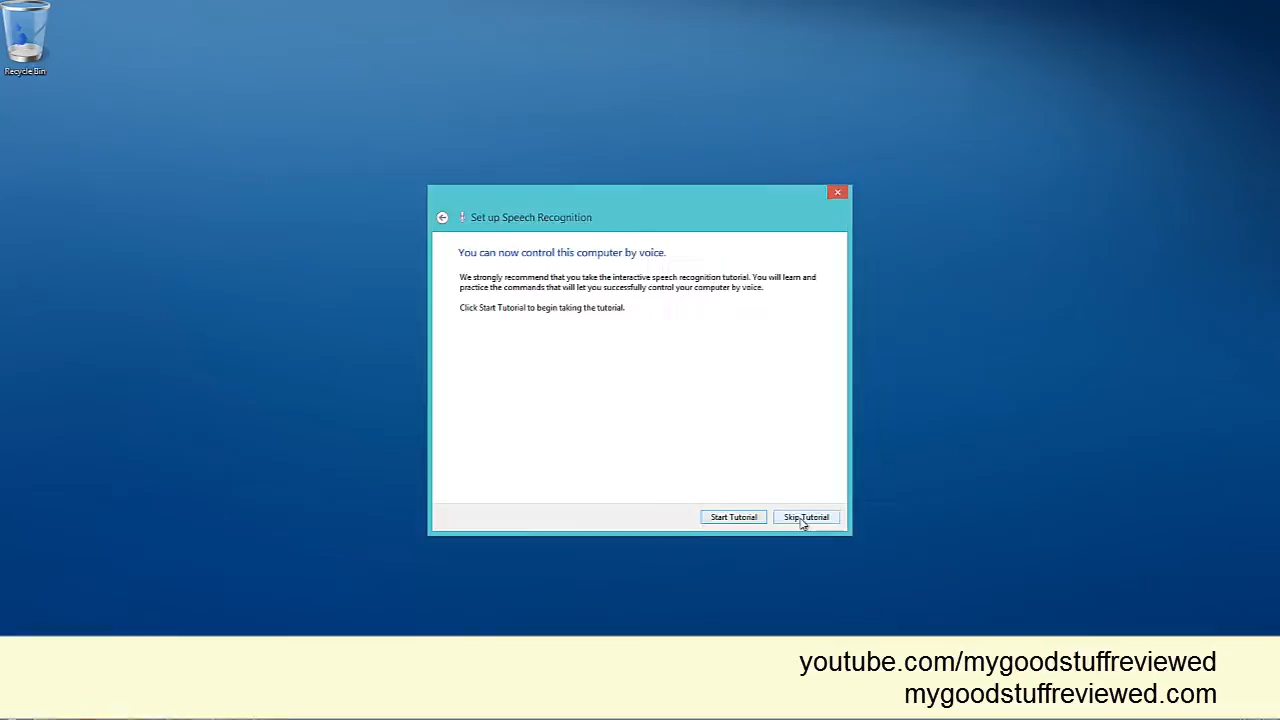 Recycle Bin
Set up Speech Recognition
You can now control this computer by voice.
We strongly recommend that you take the interactive speech recognition tutorial. You will learn and
practice the commands that will let you successfully control your computer by voice.
Click Start Tutorial to begin taking the tutorial.
Start Tutorial
Skip Tutorial
youtube.com/mygoodstuffreviewed
mygoodstuffreviewed.com